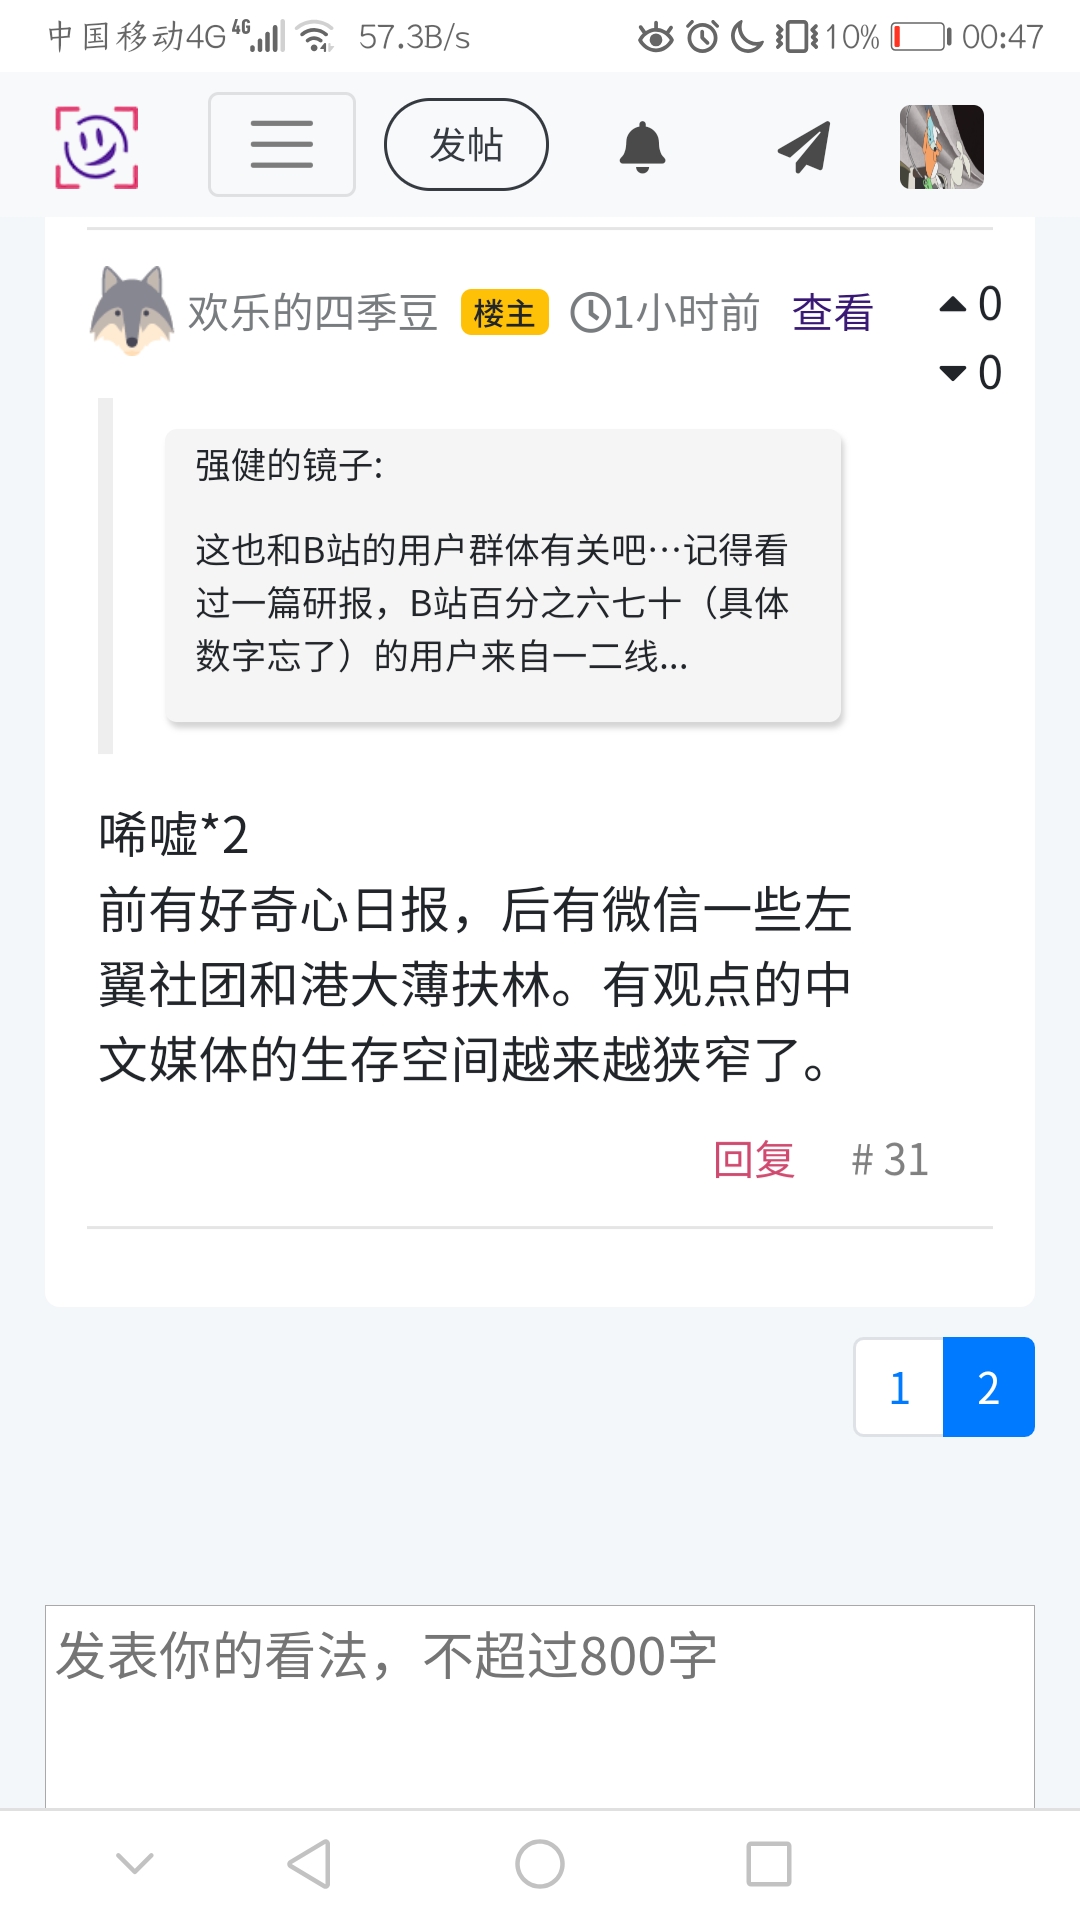 中国移动4G 4G 57.3B/s 10% 00:47
发帖
欢乐的四季豆 楼主 1小时前 查看 0
0
强健的镜子:
这也和B站的用户群体有关吧…记得看
过一篇研报，B站百分之六七十（具体
数字忘了）的用户来自一二线...
唏嘘*2
前有好奇心日报，后有微信一些左
翼社团和港大薄扶林。有观点的中
文媒体的生存空间越来越狭窄了。
回复 # 31
1 2
发表你的看法，不超过800字